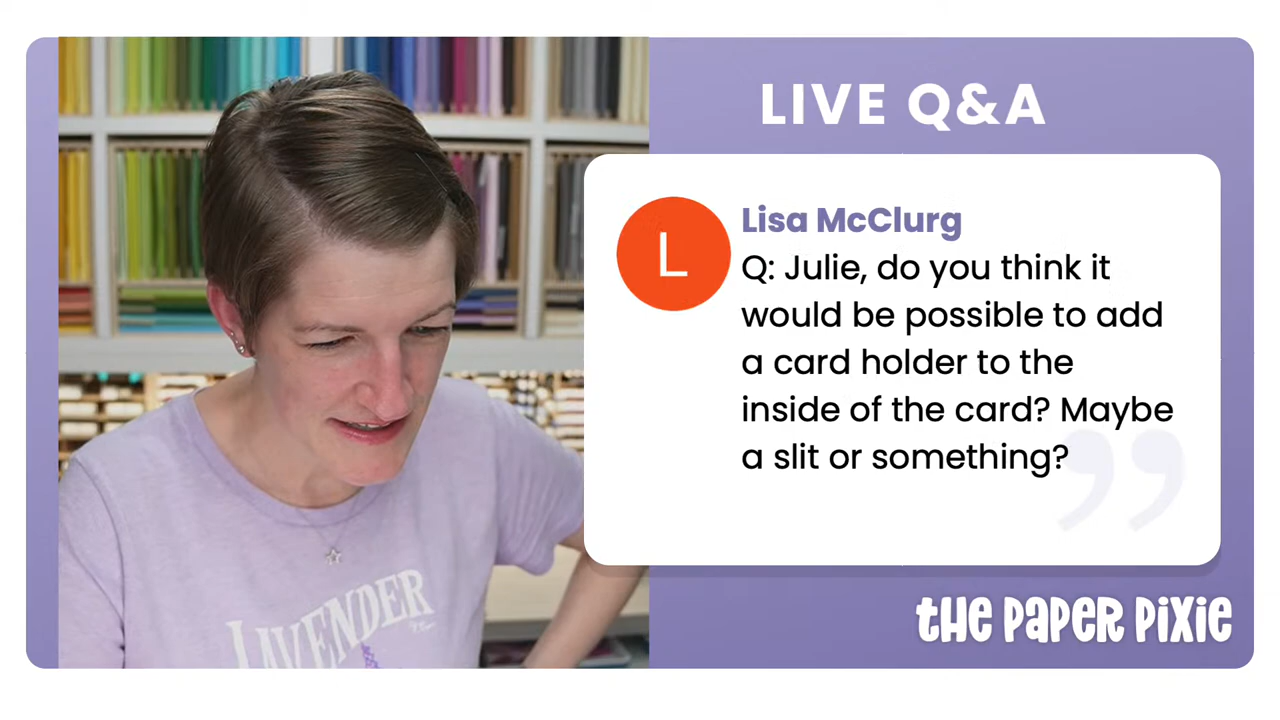 LIVE Q&A
L
Lisa McClurg
Q: Julie, do you think it
would be possible to add
a card holder to the
inside of the card? Maybe
a slit or something?
LAVENDER
the PAPER PIXIE